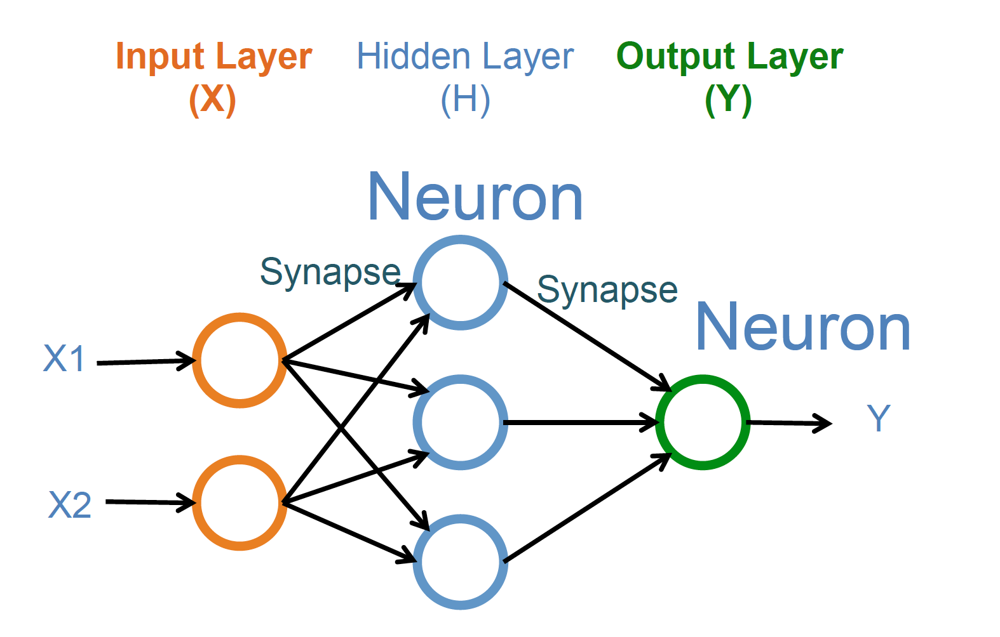 Input Layer
(X)
Hidden Layer
(H)
Output Layer
(Y)
Neuron
Synapse
Synapse
Neuron
X1
Y
X2